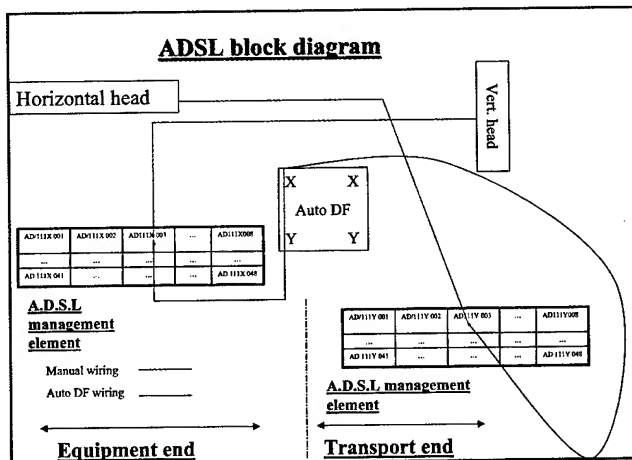 ADSL block diagram
Horizontal head
Vert. head
X X
Auto DF
Y Y
AD/111X 001 AD/111X 002 AD111X 003 ... AD111X008
... ... ... ... ...
AD 111X 041 ... ... ... AD 111X 048
A.D.S.L
management
element
Manual wiring
Auto DF wiring
AD/111Y 001 AD/111Y 002 AD/111Y 003 ... AD111Y008
... ... ... ... ...
AD 111Y 041 ... ... ... AD 111Y 048
A.D.S.L management
element
Equipment end
Transport end